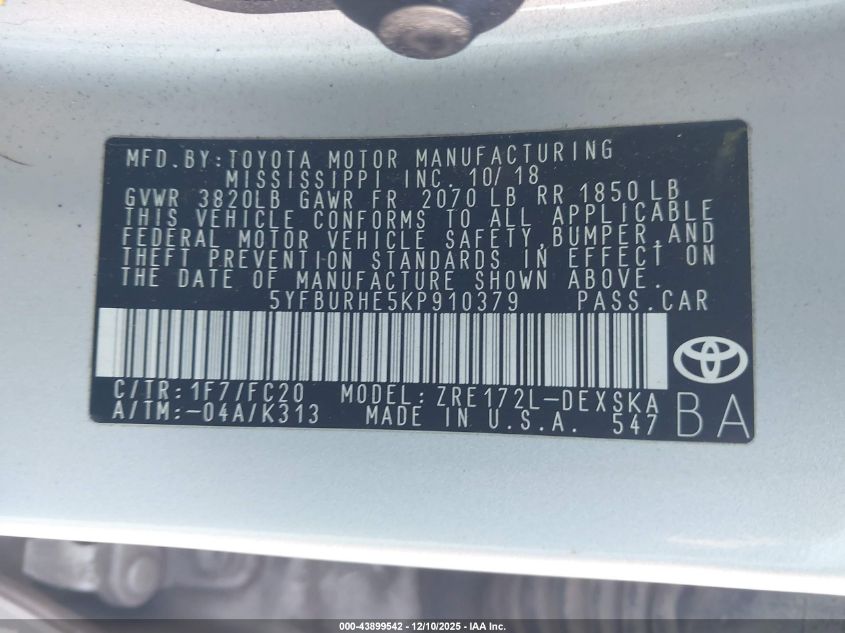 MFD.BY:TOYOTA MOTOR MANUFACTURING
MISSISSIPPI INC. 10/18
GVWR 3820LB GAWR FR 2070 LB RR 1850 LB
THIS VEHICLE CONFORMS TO ALL APPLICABLE
FEDERAL MOTOR VEHICLE SAFETY,BUMPER,AND
THEFT PREVENTION STANDARDS IN EFFECT ON
THE DATE OF MANUFACTURE SHOWN ABOVE.
5YFBURHE5KP910379 PASS.CAR
C/TR:1F7/FC20 MODEL:ZRE172L-DEXSKA
A/TM:-04A/K313 MADE IN U.S.A. 547
BA
000-43899542 – 12/10/2025 – IAA Inc.